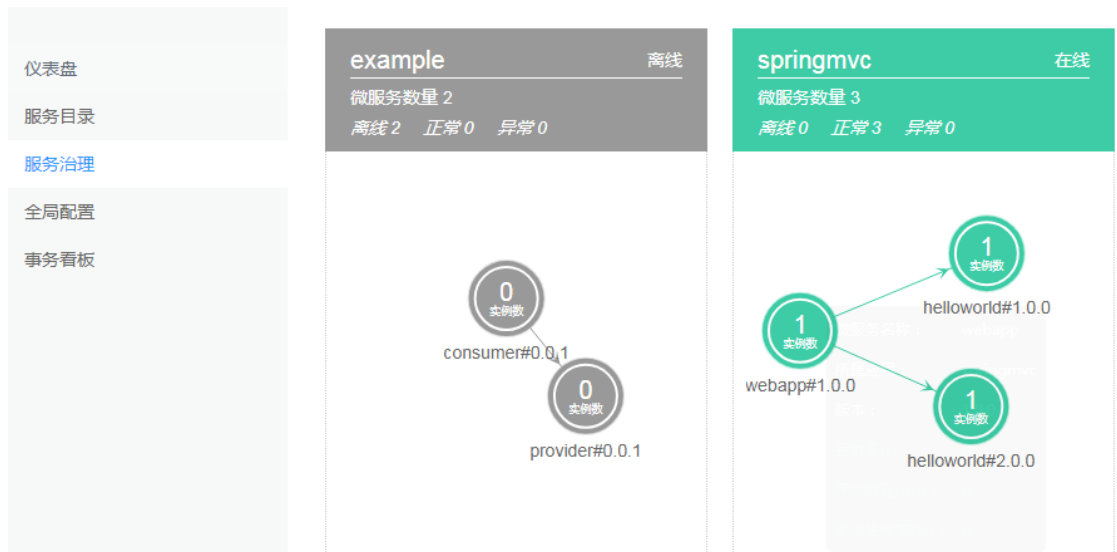 仪表盘
服务目录
服务治理
全局配置
事务看板
example 离线
微服务数量 2
离线 2 正常 0 异常 0
0
实例数
consumer#0.0.1
0
实例数
provider#0.0.1
springmvc 在线
微服务数量 3
离线 0 正常 3 异常 0
1
实例数
helloworld#1.0.0
1
实例数
webapp#1.0.0
1
实例数
helloworld#2.0.0